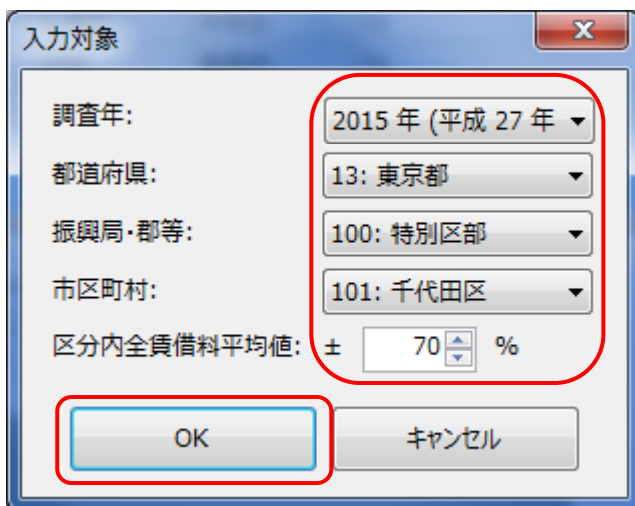 入力対象
調査年: 2015 年 (平成 27 年
都道府県: 13: 東京都
振興局・郡等: 100: 特別区部
市区町村: 101: 千代田区
区分内全賃借料平均値: ± 70 %
OK キャンセル